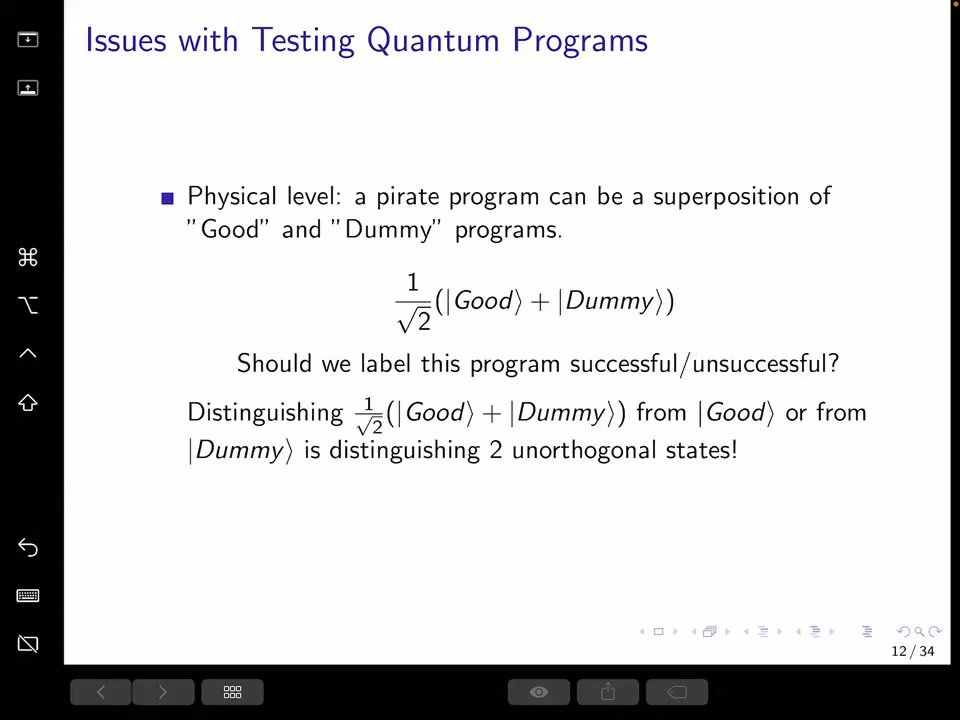 Issues with Testing Quantum Programs
Physical level: a pirate program can be a superposition of
”Good” and ”Dummy” programs.
1/√2(|Good⟩ + |Dummy⟩)
Should we label this program successful/unsuccessful?
Distinguishing 1/√2(|Good⟩ + |Dummy⟩) from |Good⟩ or from
|Dummy⟩ is distinguishing 2 unorthogonal states!
12 / 34